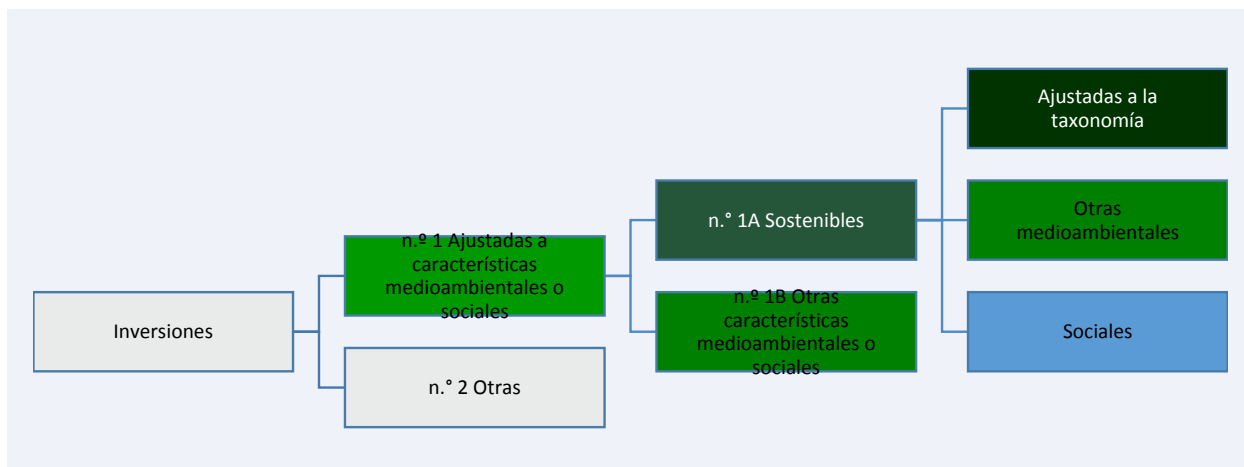 Inversiones
n.º 1 Ajustadas a
características
medioambientales o
sociales
n.° 2 Otras
n.° 1A Sostenibles
n.º 1B Otras
características
medioambientales o
sociales
Ajustadas a la
taxonomía
Otras
medioambientales
Sociales